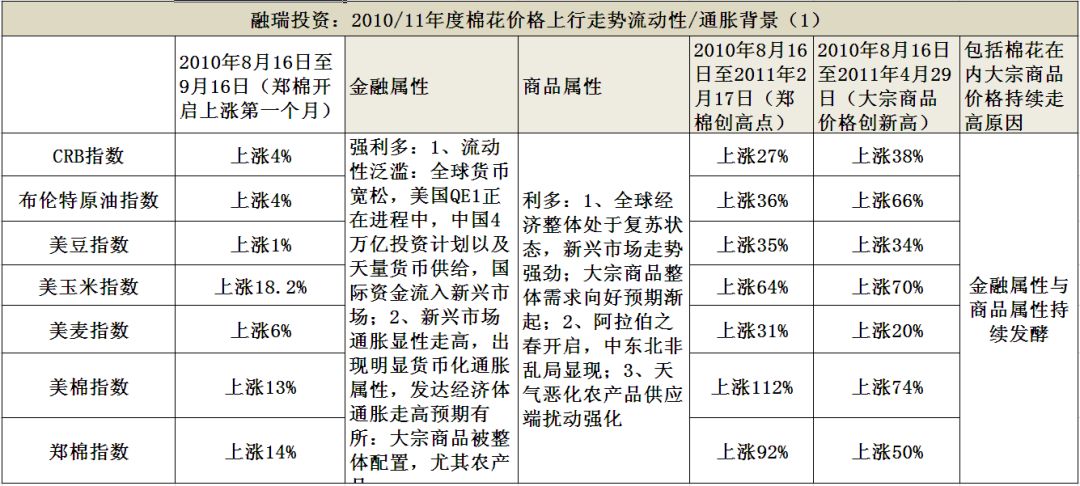 融瑞投资：2010/11年度棉花价格上行走势流动性/通胀背景（1）
2010年8月16日至
9月16日（郑棉开
启上涨第一个月）
金融属性
商品属性
2010年8月16
日至2011年2
月17日（郑
棉创高点）
2010年8月16日
至2011年4月29
日（大宗商品
价格创新高）
包括棉花在
内大宗商品
价格持续走
高原因
CRB指数
上涨4%
强利多：1、流动
性泛滥：全球货币
宽松，美国QE1正
在进程中，中国4
万亿投资计划以及
天量货币供给，国
际资金流入新兴市
场；2、新兴市场
通胀显性走高，出
现明显货币化通胀
属性，发达经济体
通胀走高预期有
所：大宗商品被整
体配置，尤其农产
利多：1、全球经
济整体处于复苏状
态，新兴市场走势
强劲；大宗商品整
体需求向好预期渐
起；2、阿拉伯之
春开启，中东北非
乱局显现；3、天
气恶化农产品供应
端扰动强化
上涨27%
上涨38%
金融属性与
商品属性持
续发酵
布伦特原油指数
上涨4%
上涨36%
上涨66%
美豆指数
上涨1%
上涨35%
上涨34%
美玉米指数
上涨18.2%
上涨64%
上涨70%
美麦指数
上涨6%
上涨31%
上涨20%
美棉指数
上涨13%
上涨112%
上涨74%
郑棉指数
上涨14%
上涨92%
上涨50%